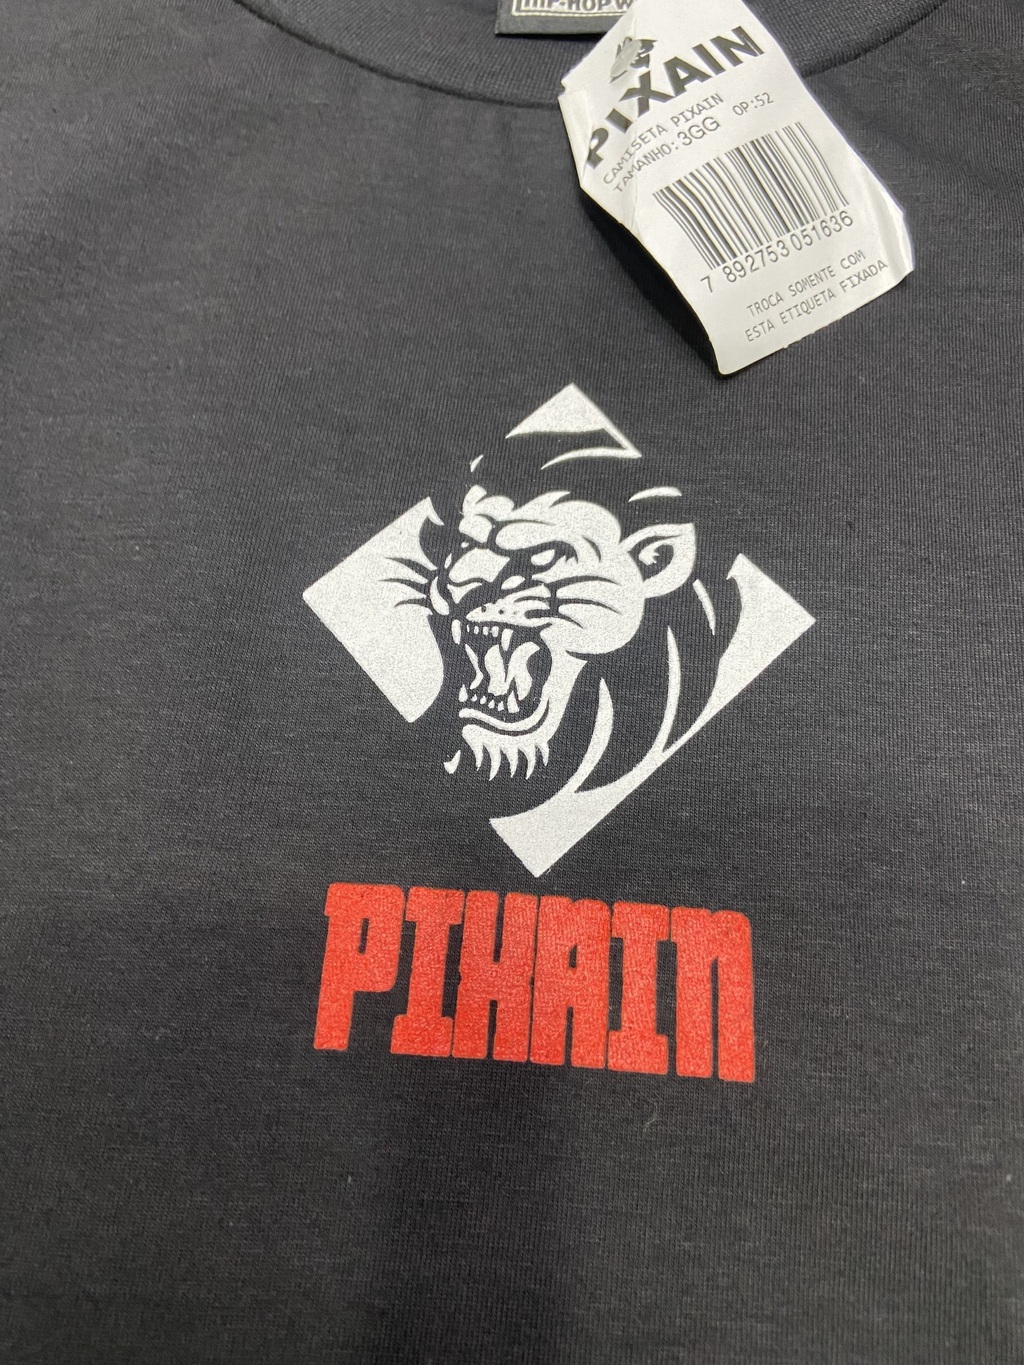 HIP-HOP W
PIXAIN
CAMISETA PIXAIN
TAMANHO: 3GG OP:52
7 892753 051636
TROCA SOMENTE COM
ESTA ETIQUETA FIXADA
PIXAIN